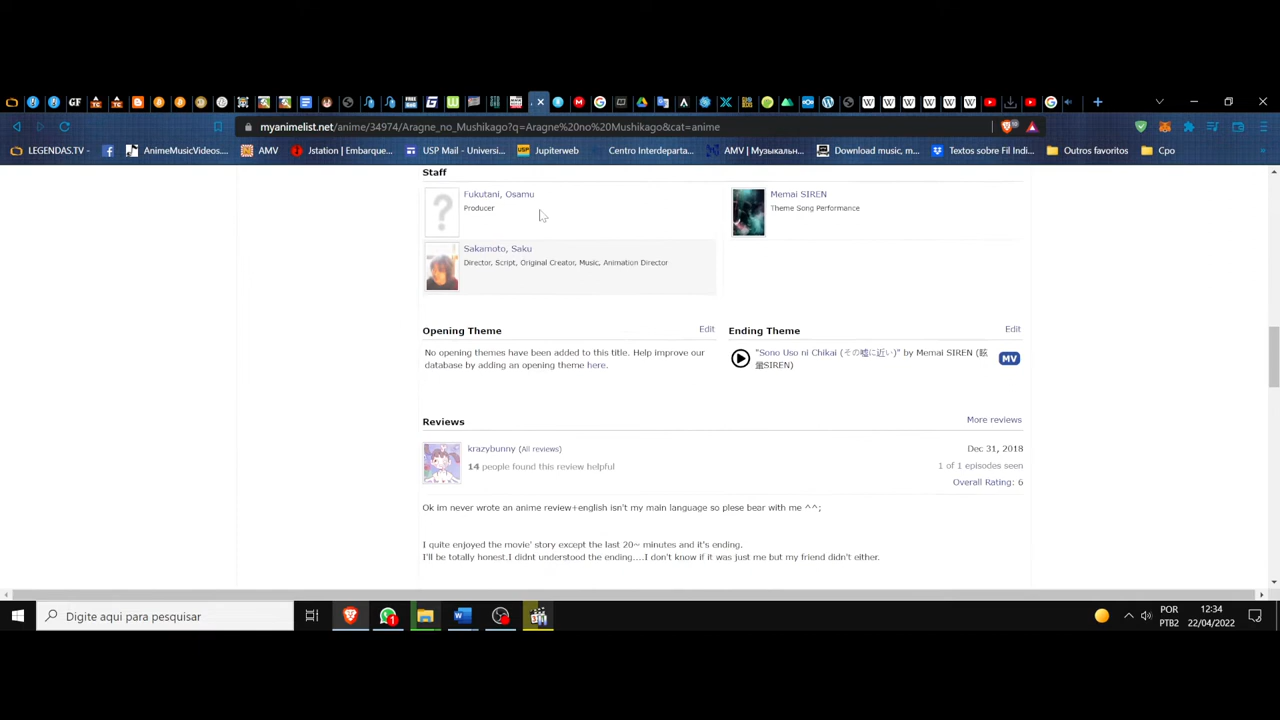 myanimelist.net/anime/34974/Aragne_no_Mushikago?q=Aragne%20no%20Mushikago&cat=anime
LEGENDAS.TV -
AnimeMusicVideos....
AMV
Jstation | Embarque...
USP Mail - Universi...
Jupiterweb
Centro Interdeparta...
AMV | Музыкальн...
Download music, m...
Textos sobre Fil Indi...
Outros favoritos
Cpo
Staff
Fukutani, Osamu
Producer
Memai SIREN
Theme Song Performance
Sakamoto, Saku
Director, Script, Original Creator, Music, Animation Director
Opening Theme
Edit
Ending Theme
Edit
No opening themes have been added to this title. Help improve our
database by adding an opening theme here.
"Sono Uso ni Chikai (その嘘に近い)" by Memai SIREN (眩
暈SIREN)
MV
Reviews
More reviews
krazybunny (All reviews)
Dec 31, 2018
14 people found this review helpful
1 of 1 episodes seen
Overall Rating: 6
Ok im never wrote an anime review+english isn't my main language so plese bear with me ^^;
I quite enjoyed the movie' story except the last 20~ minutes and it's ending.
I'll be totally honest.I didnt understood the ending....I don't know if it was just me but my friend didn't either.
Digite aqui para pesquisar
POR
PTB2
12:34
22/04/2022